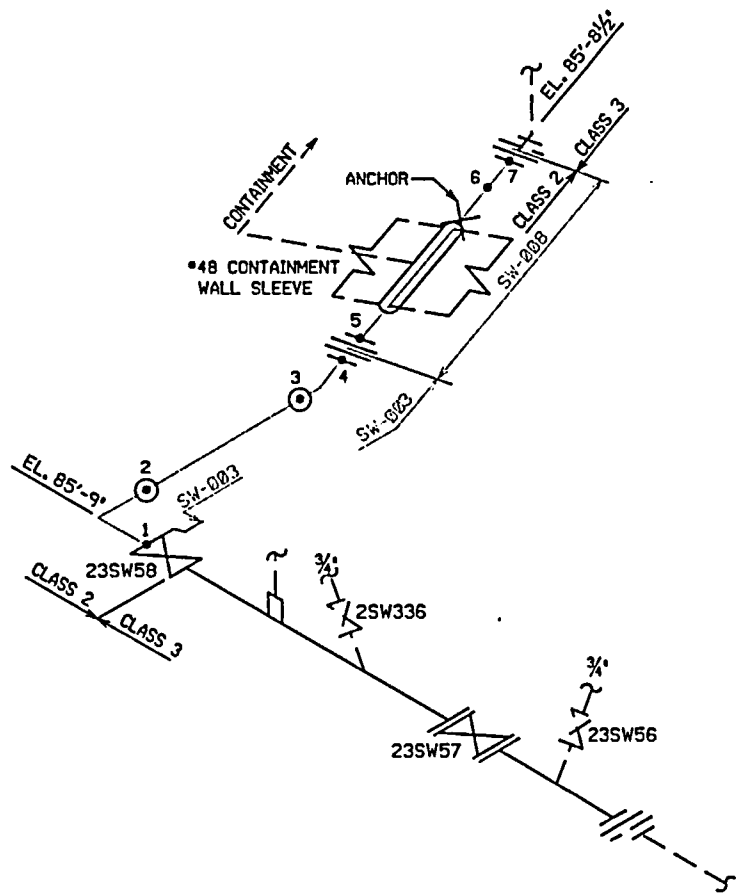 EL. 85'-8½"
CLASS 3
7
6
ANCHOR
CONTAINMENT
CLASS 2
SW-008
•48 CONTAINMENT
WALL SLEEVE
5
4
3
SW-003
2
EL. 85'-9"
SW-003
1
23SW58
CLASS 2
CLASS 3
¾"
2SW336
¾"
23SW56
23SW57